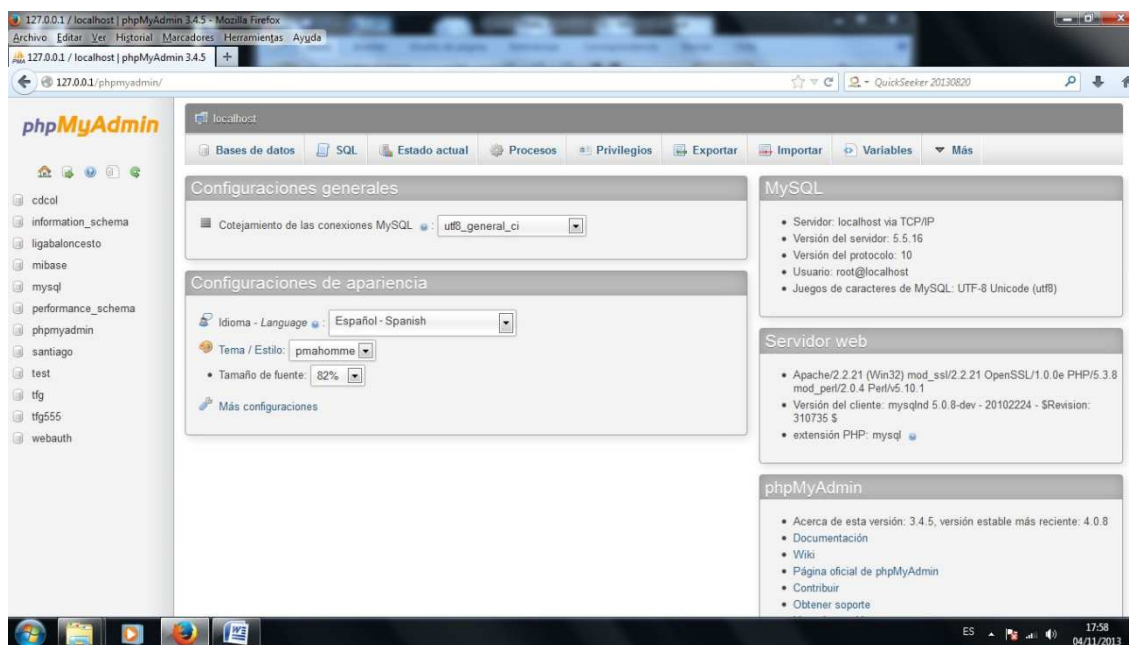 127.0.0.1 / localhost | phpMyAdmin 3.4.5 - Mozilla Firefox
Archivo Editar Ver Historial Marcadores Herramientas Ayuda
127.0.0.1 / localhost | phpMyAdmin 3.4.5 +
127.0.0.1/phpmyadmin/
QuickSeeker 20130820
phpMyAdmin
cdcol
information_schema
ligabaloncesto
mibase
mysql
performance_schema
phpmyadmin
santiago
test
tfg
tfg555
webauth
localhost
Bases de datos SQL Estado actual Procesos Privilegios Exportar Importar Variables Más
Configuraciones generales
Cotejamiento de las conexiones MySQL : utf8_general_ci
Configuraciones de apariencia
Idioma - Language : Español - Spanish
Tema / Estilo: pmahomme
• Tamaño de fuente: 82%
Más configuraciones
MySQL
• Servidor: localhost via TCP/IP
• Versión del servidor: 5.5.16
• Versión del protocolo: 10
• Usuario: root@localhost
• Juegos de caracteres de MySQL: UTF-8 Unicode (utf8)
Servidor web
• Apache/2.2.21 (Win32) mod_ssl/2.2.21 OpenSSL/1.0.0e PHP/5.3.8
mod_perl/2.0.4 Perl/v5.10.1
• Versión del cliente: mysqlnd 5.0.8-dev - 20102224 - $Revision:
310735 $
• extensión PHP: mysql
phpMyAdmin
• Acerca de esta versión: 3.4.5, versión estable más reciente: 4.0.8
• Documentación
• Wiki
• Página oficial de phpMyAdmin
• Contribuir
• Obtener soporte
ES
17:58
04/11/2013